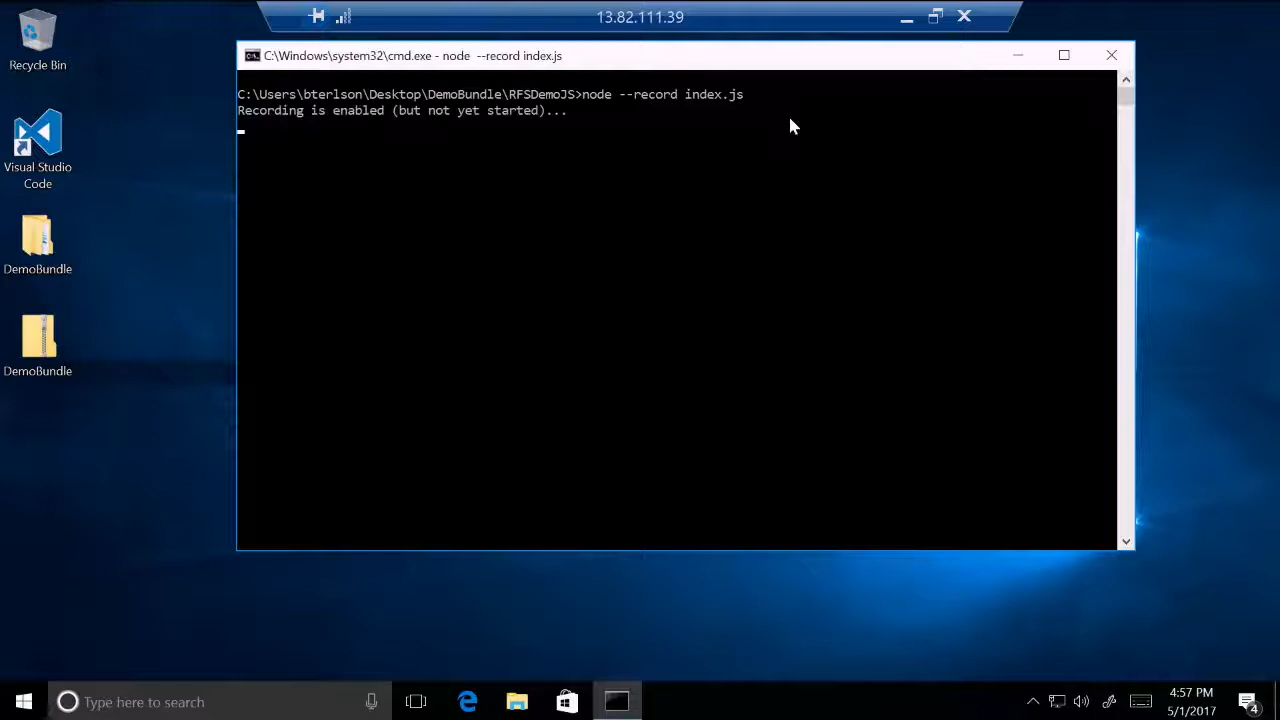 13.82.111.39
Recycle Bin
C:\Windows\system32\cmd.exe - node  --record index.js
C:\Users\bterlson\Desktop\DemoBundle\RFSDemoJS>node --record index.js
Recording is enabled (but not yet started)...
Visual Studio
Code
DemoBundle
DemoBundle
Type here to search
4:57 PM
5/1/2017
4